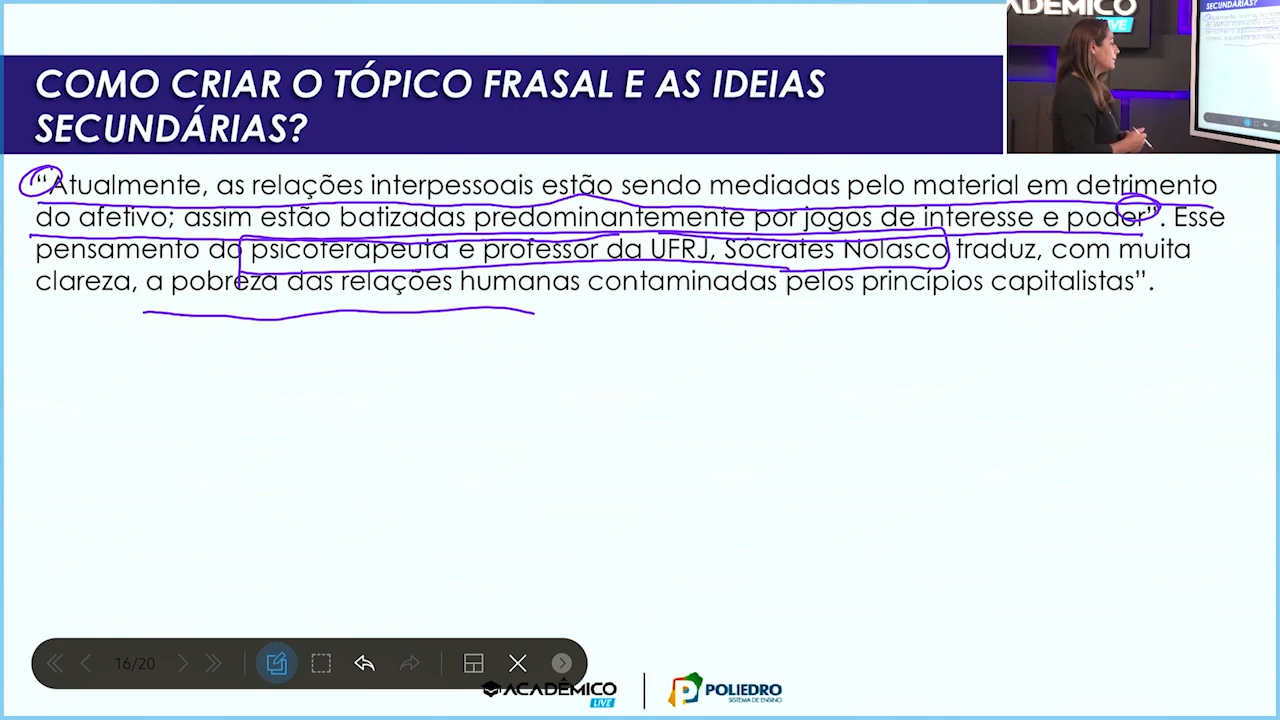 COMO CRIAR O TÓPICO FRASAL E AS IDEIAS
SECUNDÁRIAS?
ADÊMICO
LIVE
SECUNDÁRIAS?
“Atualmente, as relações interpessoais estão sendo mediadas pelo material em detrimento
do afetivo; assim estão batizadas predominantemente por jogos de interesse e poder”. Esse
pensamento do psicoterapeuta e professor da UFRJ, Sócrates Nolasco traduz, com muita
clareza, a pobreza das relações humanas contaminadas pelos princípios capitalistas”.
16/20
ACADÊMICO
LIVE
POLIEDRO
SISTEMA DE ENSINO